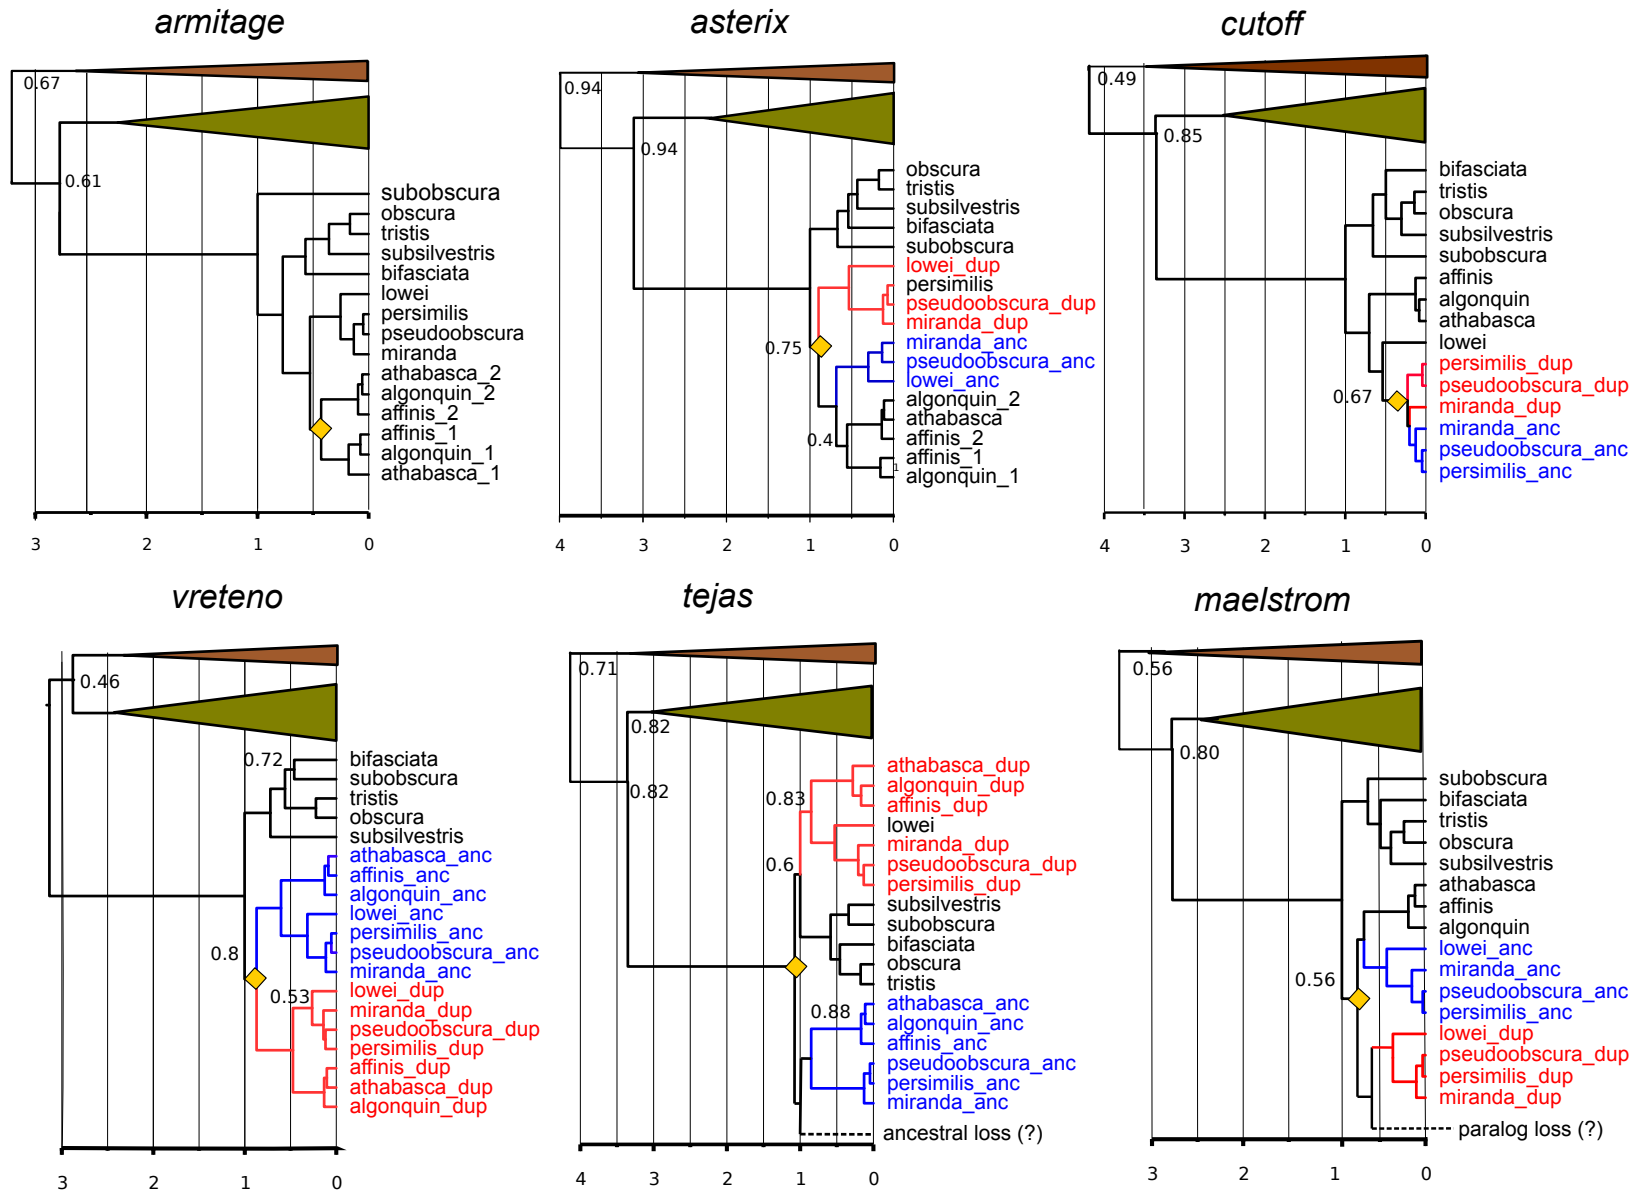 armitage
0.67
0.61
subobscura
obscura
tristis
subsilvestris
bifasciata
lowei
persimilis
pseudoobscura
miranda
athabasca_2
algonquin_2
affinis_2
affinis_1
algonquin_1
athabasca_1
3 2 1 0
asterix
0.94
0.94
obscura
tristis
subsilvestris
bifasciata
subobscura
lowei_dup
persimilis
pseudoobscura_dup
miranda_dup
0.75
miranda_anc
pseudoobscura_anc
lowei_anc
algonquin_2
athabasca
0.4
affinis_2
affinis_1
1
algonquin_1
4 3 2 1 0
cutoff
0.49
0.85
bifasciata
tristis
obscura
subsilvestris
subobscura
affinis
algonquin
athabasca
lowei
persimilis_dup
pseudoobscura_dup
0.67
miranda_dup
miranda_anc
pseudoobscura_anc
persimilis_anc
4 3 2 1 0
vreteno
0.46
0.72
bifasciata
subobscura
tristis
obscura
subsilvestris
athabasca_anc
affinis_anc
algonquin_anc
lowei_anc
persimilis_anc
0.8
pseudoobscura_anc
miranda_anc
0.53
lowei_dup
miranda_dup
pseudoobscura_dup
persimilis_dup
affinis_dup
athabasca_dup
algonquin_dup
3 2 1 0
tejas
0.71
0.82
0.82
athabasca_dup
algonquin_dup
0.83
affinis_dup
lowei
miranda_dup
0.6
pseudoobscura_dup
persimilis_dup
subsilvestris
subobscura
bifasciata
obscura
tristis
athabasca_anc
0.88
algonquin_anc
affinis_anc
pseudoobscura_anc
persimilis_anc
miranda_anc
ancestral loss (?)
4 3 2 1 0
maelstrom
0.56
0.80
subobscura
bifasciata
tristis
obscura
subsilvestris
athabasca
affinis
algonquin
lowei_anc
miranda_anc
0.56
pseudoobscura_anc
persimilis_anc
lowei_dup
pseudoobscura_dup
persimilis_dup
miranda_dup
paralog loss (?)
3 2 1 0